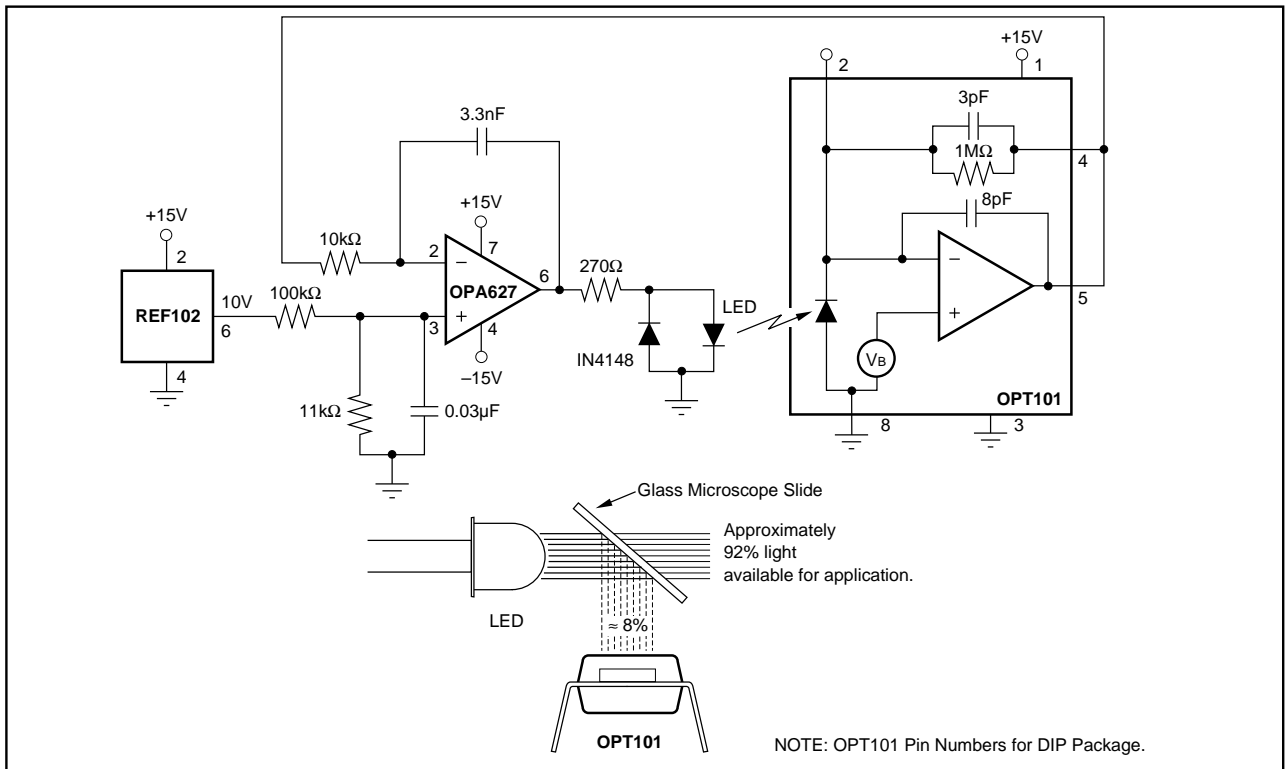 +15V
2
1
3pF
1MΩ
4
8pF
3.3nF
+15V
7
+15V
2
10kΩ
2
–
OPA627
6
270Ω
LED
–
+
5
REF102
10V
6
100kΩ
3
+
4
–15V
IN4148
VB
OPT101
4
11kΩ
0.03µF
8
3
Glass Microscope Slide
Approximately
92% light
available for application.
LED
≈ 8%
OPT101
NOTE: OPT101 Pin Numbers for DIP Package.